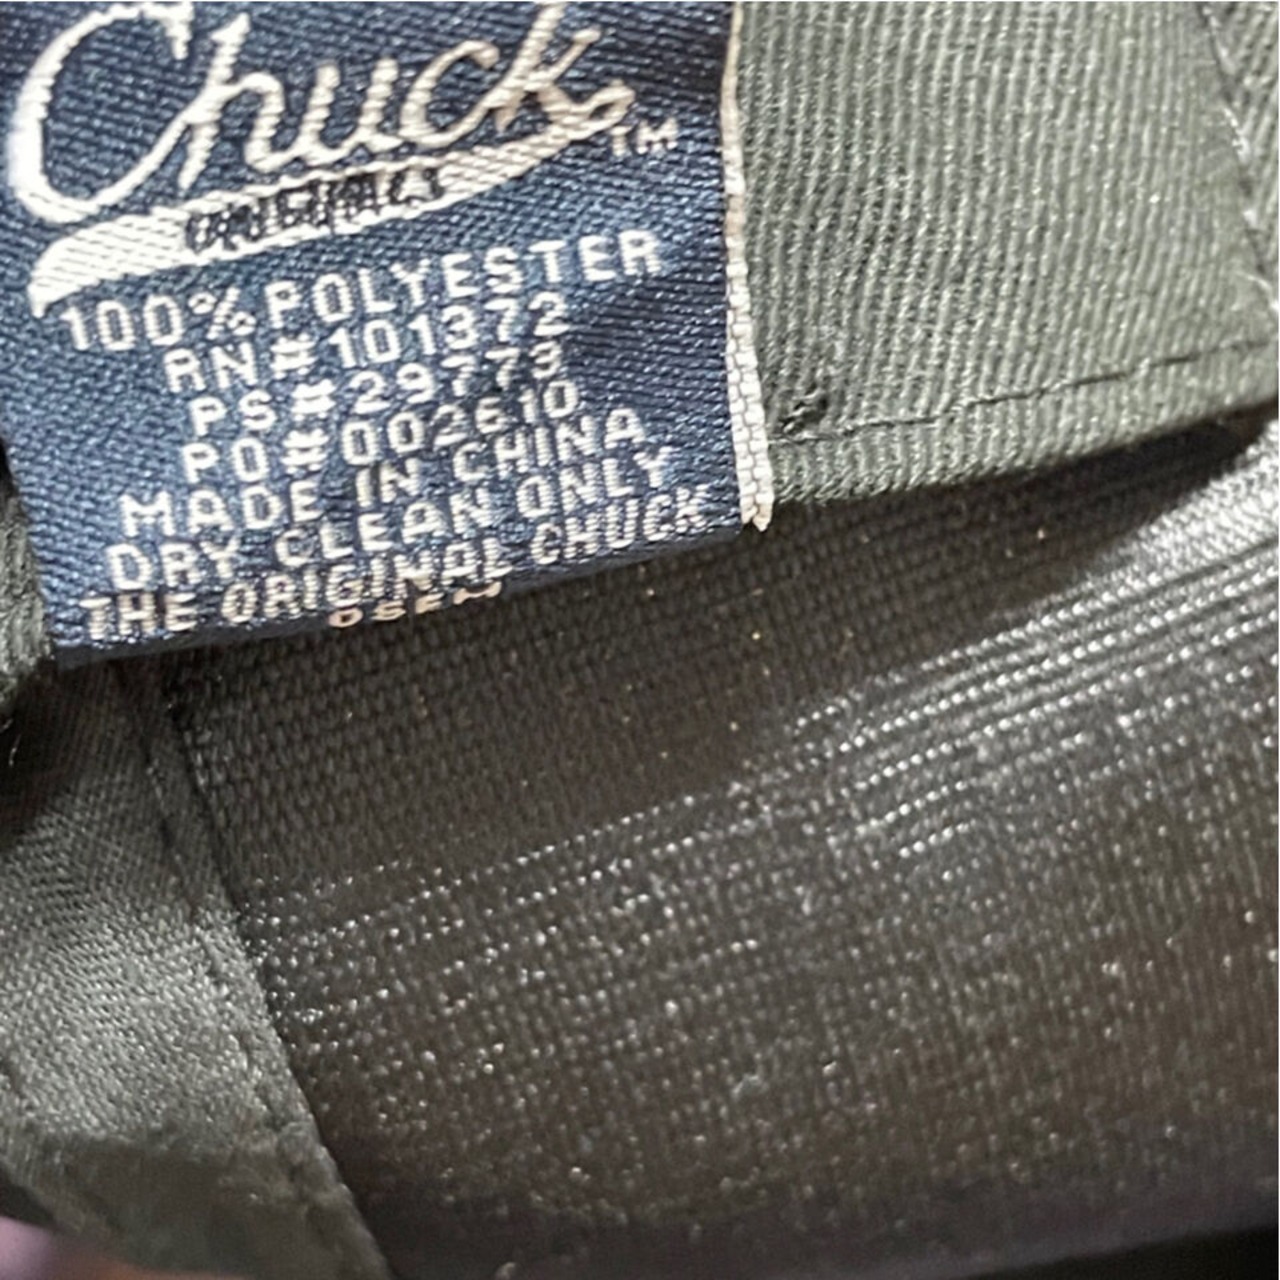 Chuck TM
ORIGINAL
100% POLYESTER
RN#101372
PS#29773
PO#002610
MADE IN CHINA
DRY CLEAN ONLY
THE ORIGINAL CHUCK